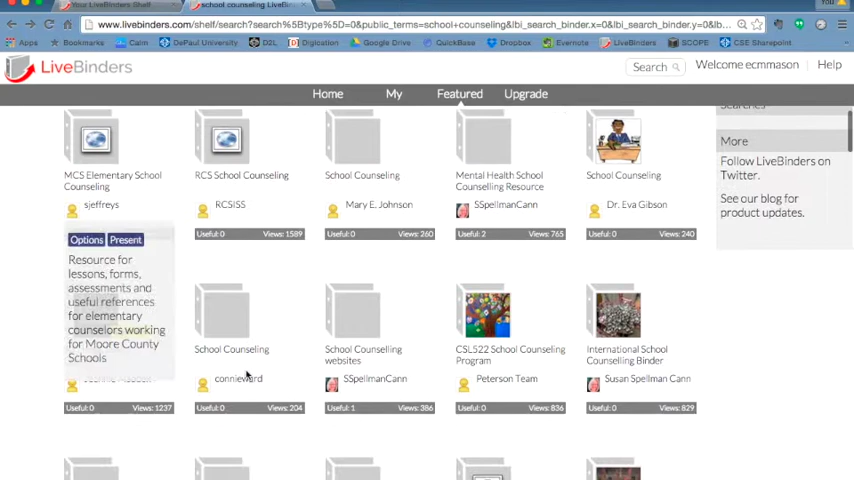 Your LiveBinders Shelf
school counseling LiveBi
You
www.livebinders.com/shelf/search?search%5Btype%5D=0&public_terms=school+counseling&lbi_search_binder.x=0&lbi_search_binder.y=0&lb...
Apps Bookmarks Calm DePaul University D2L Digication Google Drive QuickBase Dropbox Evernote LiveBinders SCOPE CSE Sharepoint
LiveBinders
Search
Welcome ecmmason
Help
Home My Featured Upgrade
MCS Elementary School
Counseling
sjeffreys
RCS School Counseling
RCSISS
Useful: 0 Views: 1589
School Counseling
Mary E. Johnson
Useful: 0 Views: 260
Mental Health School
Counselling Resource
SSpellmanCann
Useful: 2 Views: 765
School Counseling
Dr. Eva Gibson
Useful: 0 Views: 240
More
Follow LiveBinders on
Twitter.
See our blog for
product updates.
Options Present
Resource for
lessons, forms,
assessments and
useful references
for elementary
counselors working
for Moore County
Schools
Useful: 0 Views: 1237
School Counseling
connieward
Useful: 0 Views: 204
School Counselling
websites
SSpellmanCann
Useful: 1 Views: 386
CSL522 School Counseling
Program
Peterson Team
Useful: 0 Views: 836
International School
Counselling Binder
Susan Spellman Cann
Useful: 0 Views: 829